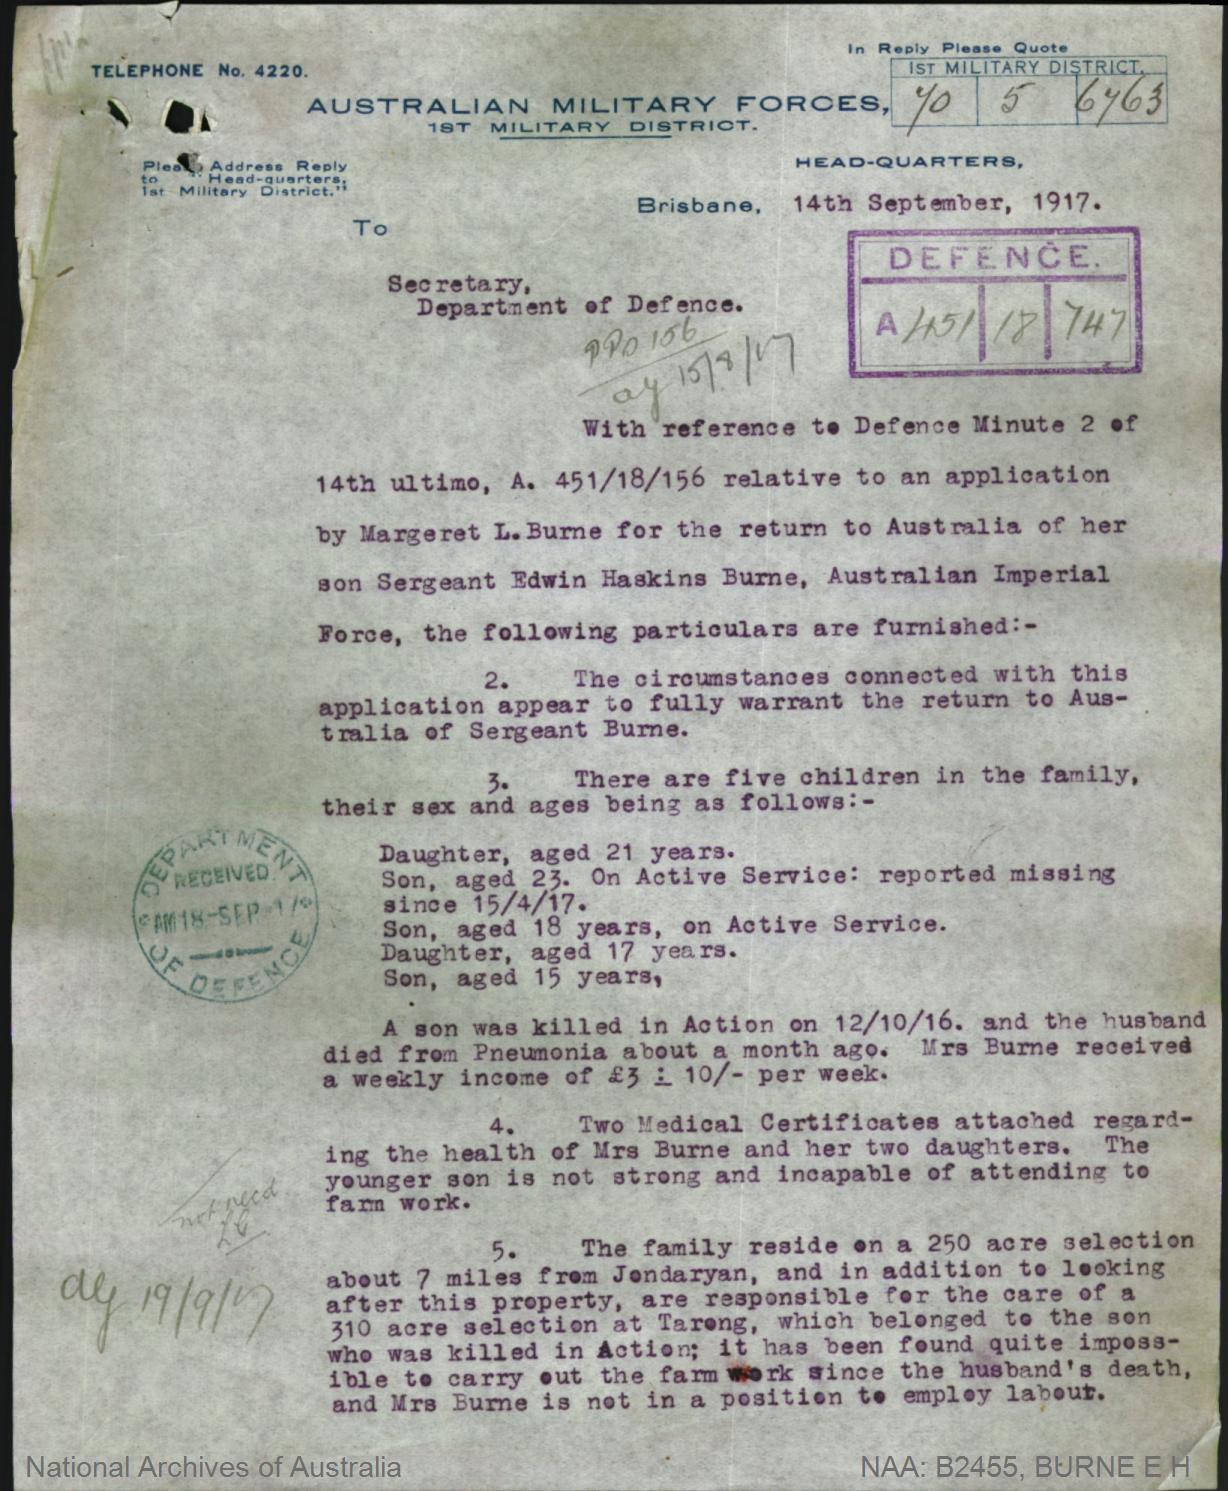 TELEPHONE No. 4220.
In Reply Please Quote
1ST MILITARY DISTRICT.
70 5 6763
AUSTRALIAN MILITARY FORCES,
1ST MILITARY DISTRICT.
Please Address Reply
to "Head-quarters,
1st Military District."
HEAD-QUARTERS,
Brisbane, 14th September, 1917.
To
DEFENCE.
A 451 18 747
Secretary,
Department of Defence.
156
15/8/17
With reference to Defence Minute 2 of
14th ultimo, A. 451/18/156 relative to an application
by Margeret L.Burne for the return to Australia of her
son Sergeant Edwin Haskins Burne, Australian Imperial
Force, the following particulars are furnished:-
2. The circumstances connected with this
application appear to fully warrant the return to Aus-
tralia of Sergeant Burne.
3. There are five children in the family,
their sex and ages being as follows:-
Daughter, aged 21 years.
Son, aged 23. On Active Service: reported missing
since 15/4/17.
Son, aged 18 years, on Active Service.
Daughter, aged 17 years.
Son, aged 15 years,
DEPARTMENT
RECEIVED
AM 18-SEP-17
OF DEFENCE
A son was killed in Action on 12/10/16. and the husband
died from Pneumonia about a month ago. Mrs Burne received
a weekly income of £3 : 10/- per week.
4. Two Medical Certificates attached regard-
ing the health of Mrs Burne and her two daughters. The
younger son is not strong and incapable of attending to
farm work.
not recd
5. The family reside on a 250 acre selection
about 7 miles from Jondaryan, and in addition to looking
after this property, are responsible for the care of a
310 acre selection at Tarong, which belonged to the son
who was killed in Action; it has been found quite imposs-
ible to carry out the farm work since the husband's death,
and Mrs Burne is not in a position to employ labour.
19/9/17
National Archives of Australia
NAA: B2455, BURNE E H